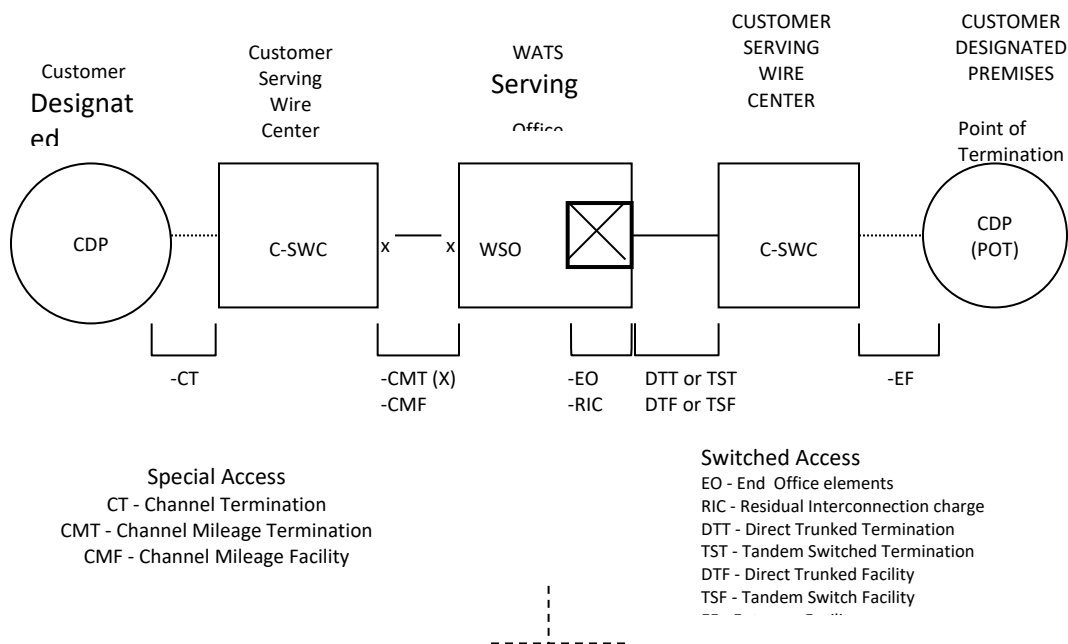 Customer
Designat
ed
Customer
Serving
Wire
Center
WATS
Serving
Office
CUSTOMER
SERVING
WIRE
CENTER
CUSTOMER
DESIGNATED
PREMISES
Point of
Termination
CDP
C-SWC
x
x
WSO
C-SWC
CDP
(POT)
-CT
-CMT (X)
-CMF
-EO
-RIC
DTT or TST
DTF or TSF
-EF
Special Access
CT - Channel Termination
CMT - Channel Mileage Termination
CMF - Channel Mileage Facility
Switched Access
EO - End Office elements
RIC - Residual Interconnection charge
DTT - Direct Trunked Termination
TST - Tandem Switched Termination
DTF - Direct Trunked Facility
TSF - Tandem Switch Facility